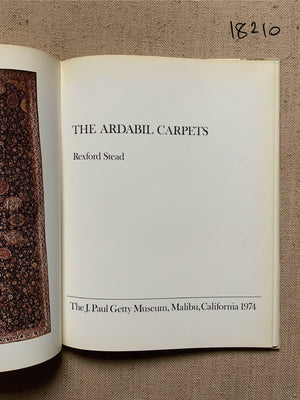 18210
THE ARDABIL CARPETS
Rexford Stead
The J. Paul Getty Museum, Malibu, California 1974